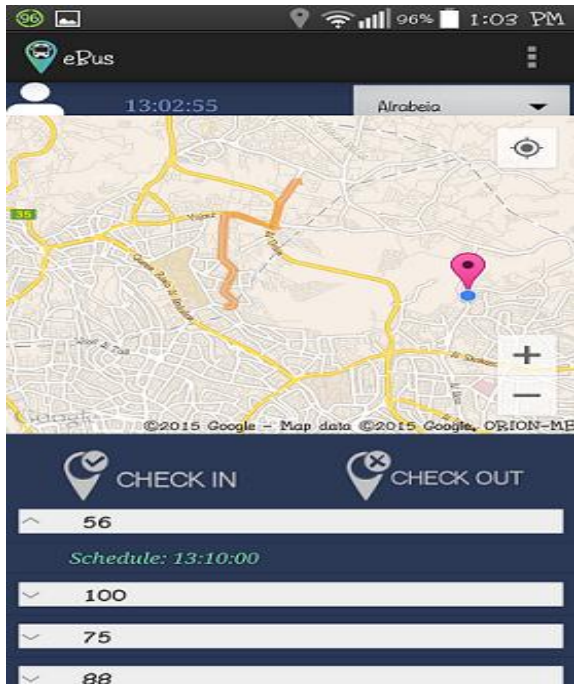 96 96% 1:03 PM
eBus
13:02:55 Alrabeia
35
Google
©2015 Google - Map data ©2015 Google, ORION-ME
CHECK IN CHECK OUT
56
Schedule: 13:10:00
100
75
88